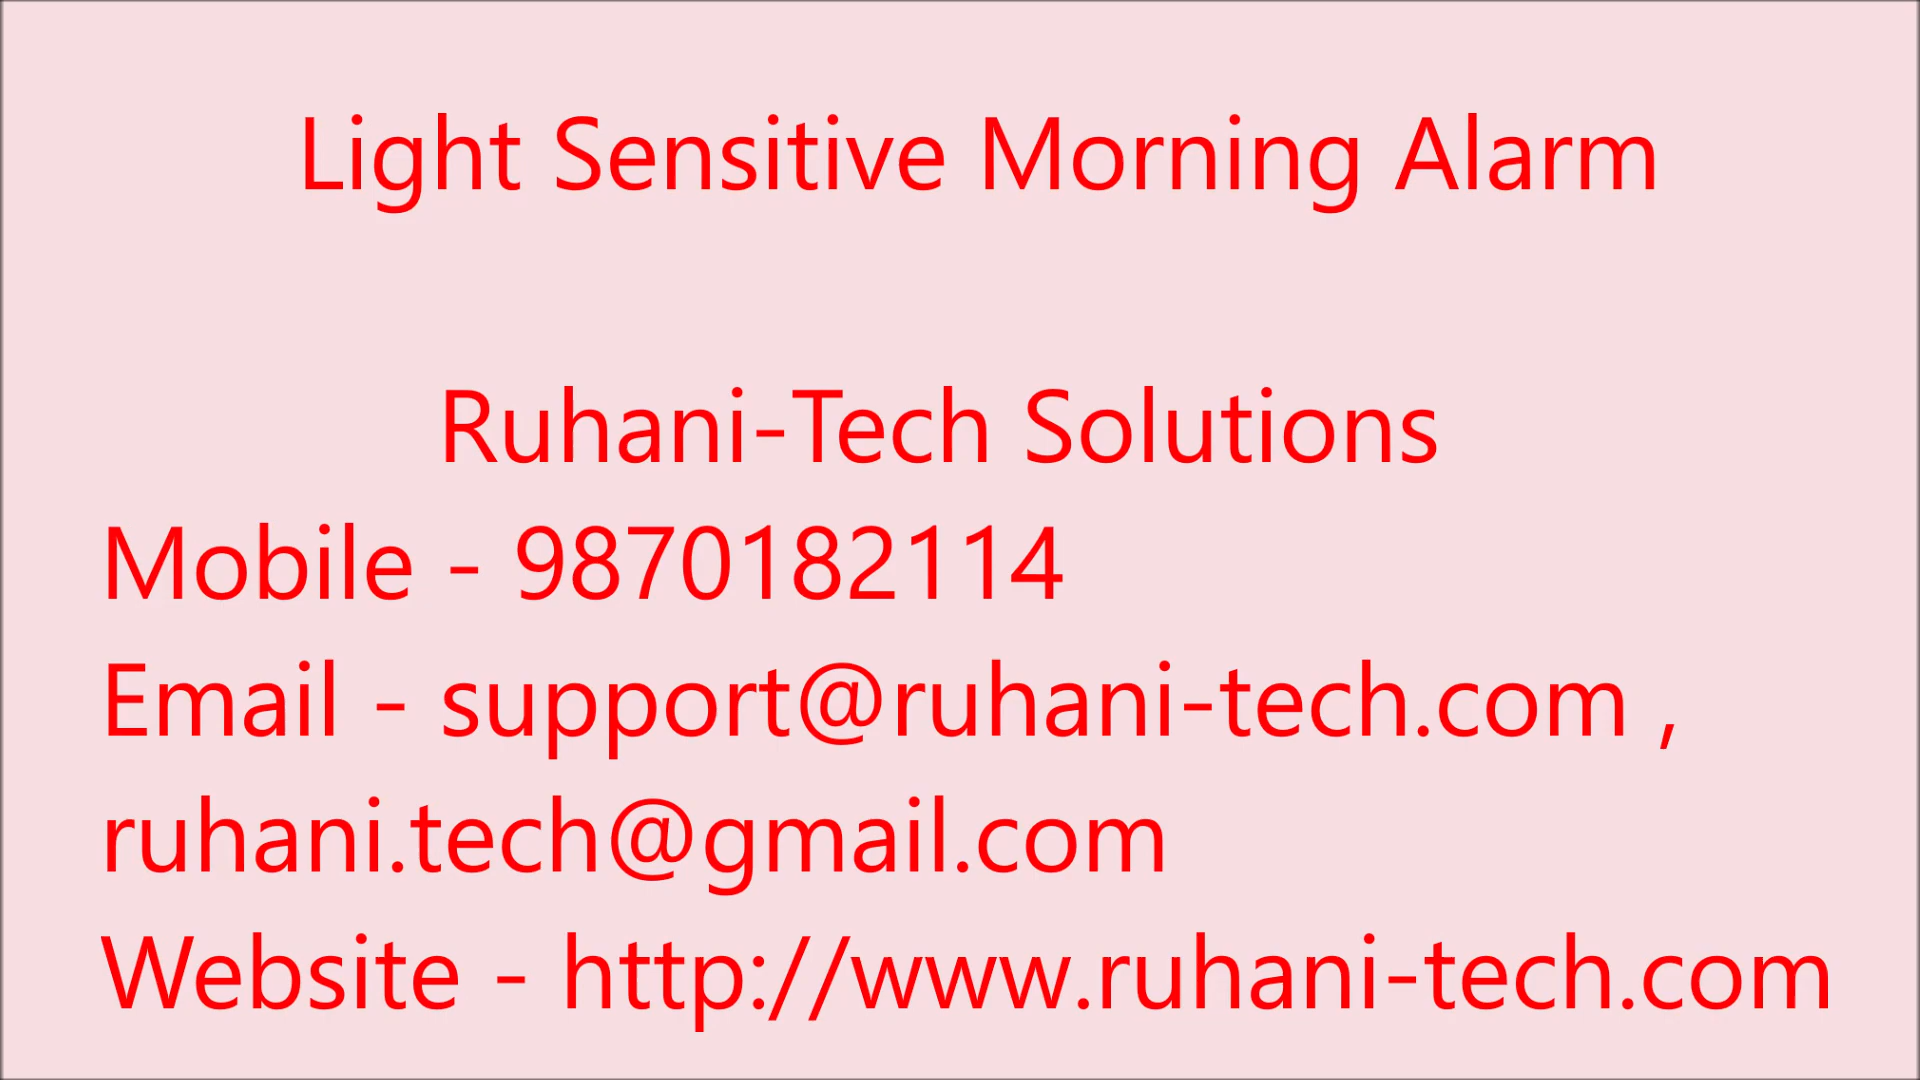 Light Sensitive Morning Alarm
Ruhani-Tech Solutions
Mobile - 9870182114
Email - support@ruhani-tech.com ,
ruhani.tech@gmail.com
Website - http://www.ruhani-tech.com